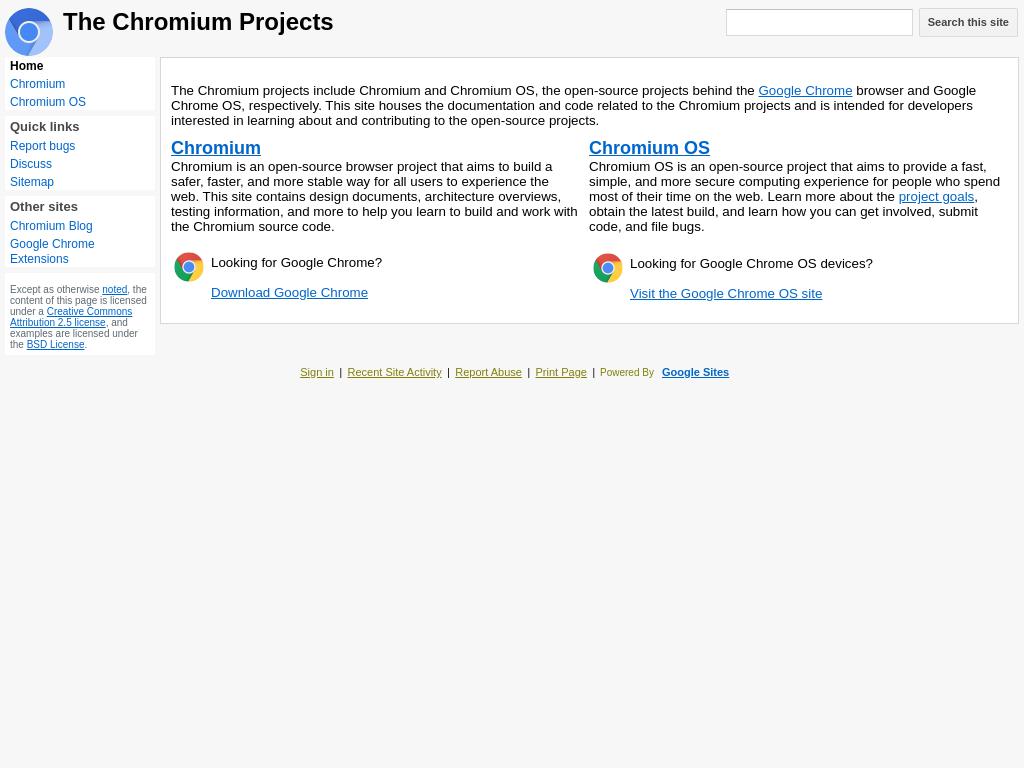 The Chromium Projects
Search this site
Home
Chromium
Chromium OS
Quick links
Report bugs
Discuss
Sitemap
Other sites
Chromium Blog
Google Chrome
Extensions
Except as otherwise noted, the
content of this page is licensed
under a Creative Commons
Attribution 2.5 license, and
examples are licensed under
the BSD License.
The Chromium projects include Chromium and Chromium OS, the open-source projects behind the Google Chrome browser and Google
Chrome OS, respectively. This site houses the documentation and code related to the Chromium projects and is intended for developers
interested in learning about and contributing to the open-source projects.
Chromium
Chromium is an open-source browser project that aims to build a
safer, faster, and more stable way for all users to experience the
web. This site contains design documents, architecture overviews,
testing information, and more to help you learn to build and work with
the Chromium source code.
Looking for Google Chrome?
Download Google Chrome
Chromium OS
Chromium OS is an open-source project that aims to provide a fast,
simple, and more secure computing experience for people who spend
most of their time on the web. Learn more about the project goals,
obtain the latest build, and learn how you can get involved, submit
code, and file bugs.
Looking for Google Chrome OS devices?
Visit the Google Chrome OS site
Sign in | Recent Site Activity | Report Abuse | Print Page | Powered By Google Sites